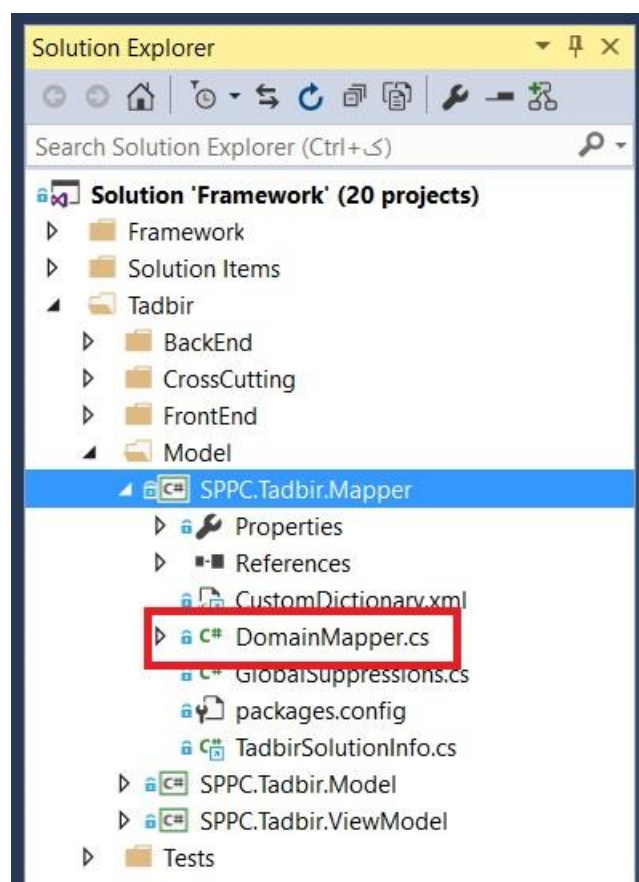 Solution Explorer
Search Solution Explorer (Ctrl+ک)
Solution 'Framework' (20 projects)
Framework
Solution Items
Tadbir
BackEnd
CrossCutting
FrontEnd
Model
C# SPPC.Tadbir.Mapper
Properties
References
CustomDictionary.xml
C# DomainMapper.cs
C# GlobalSuppressions.cs
packages.config
C# TadbirSolutionInfo.cs
C# SPPC.Tadbir.Model
C# SPPC.Tadbir.ViewModel
Tests